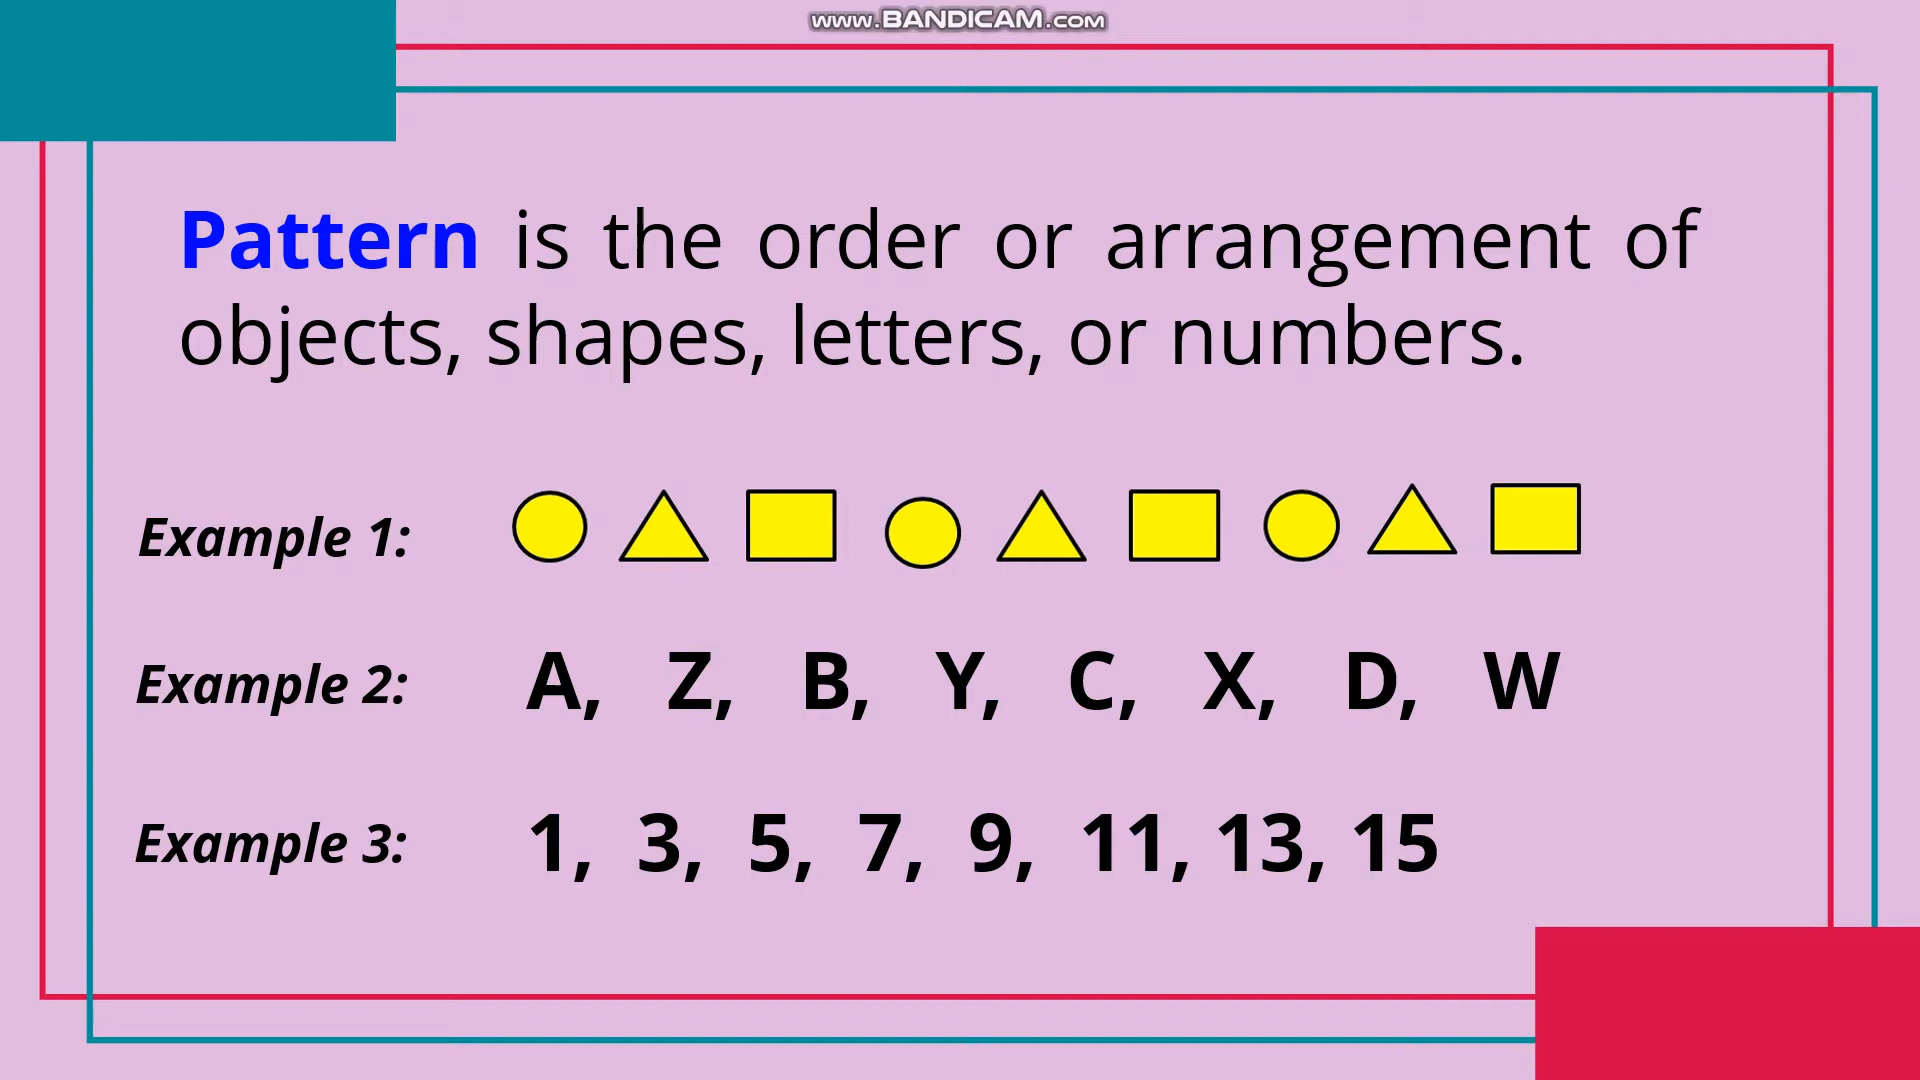 www.BANDICAM.com
Pattern is the order or arrangement of
objects, shapes, letters, or numbers.
Example 1:
Example 2: A, Z, B, Y, C, X, D, W
Example 3: 1, 3, 5, 7, 9, 11, 13, 15